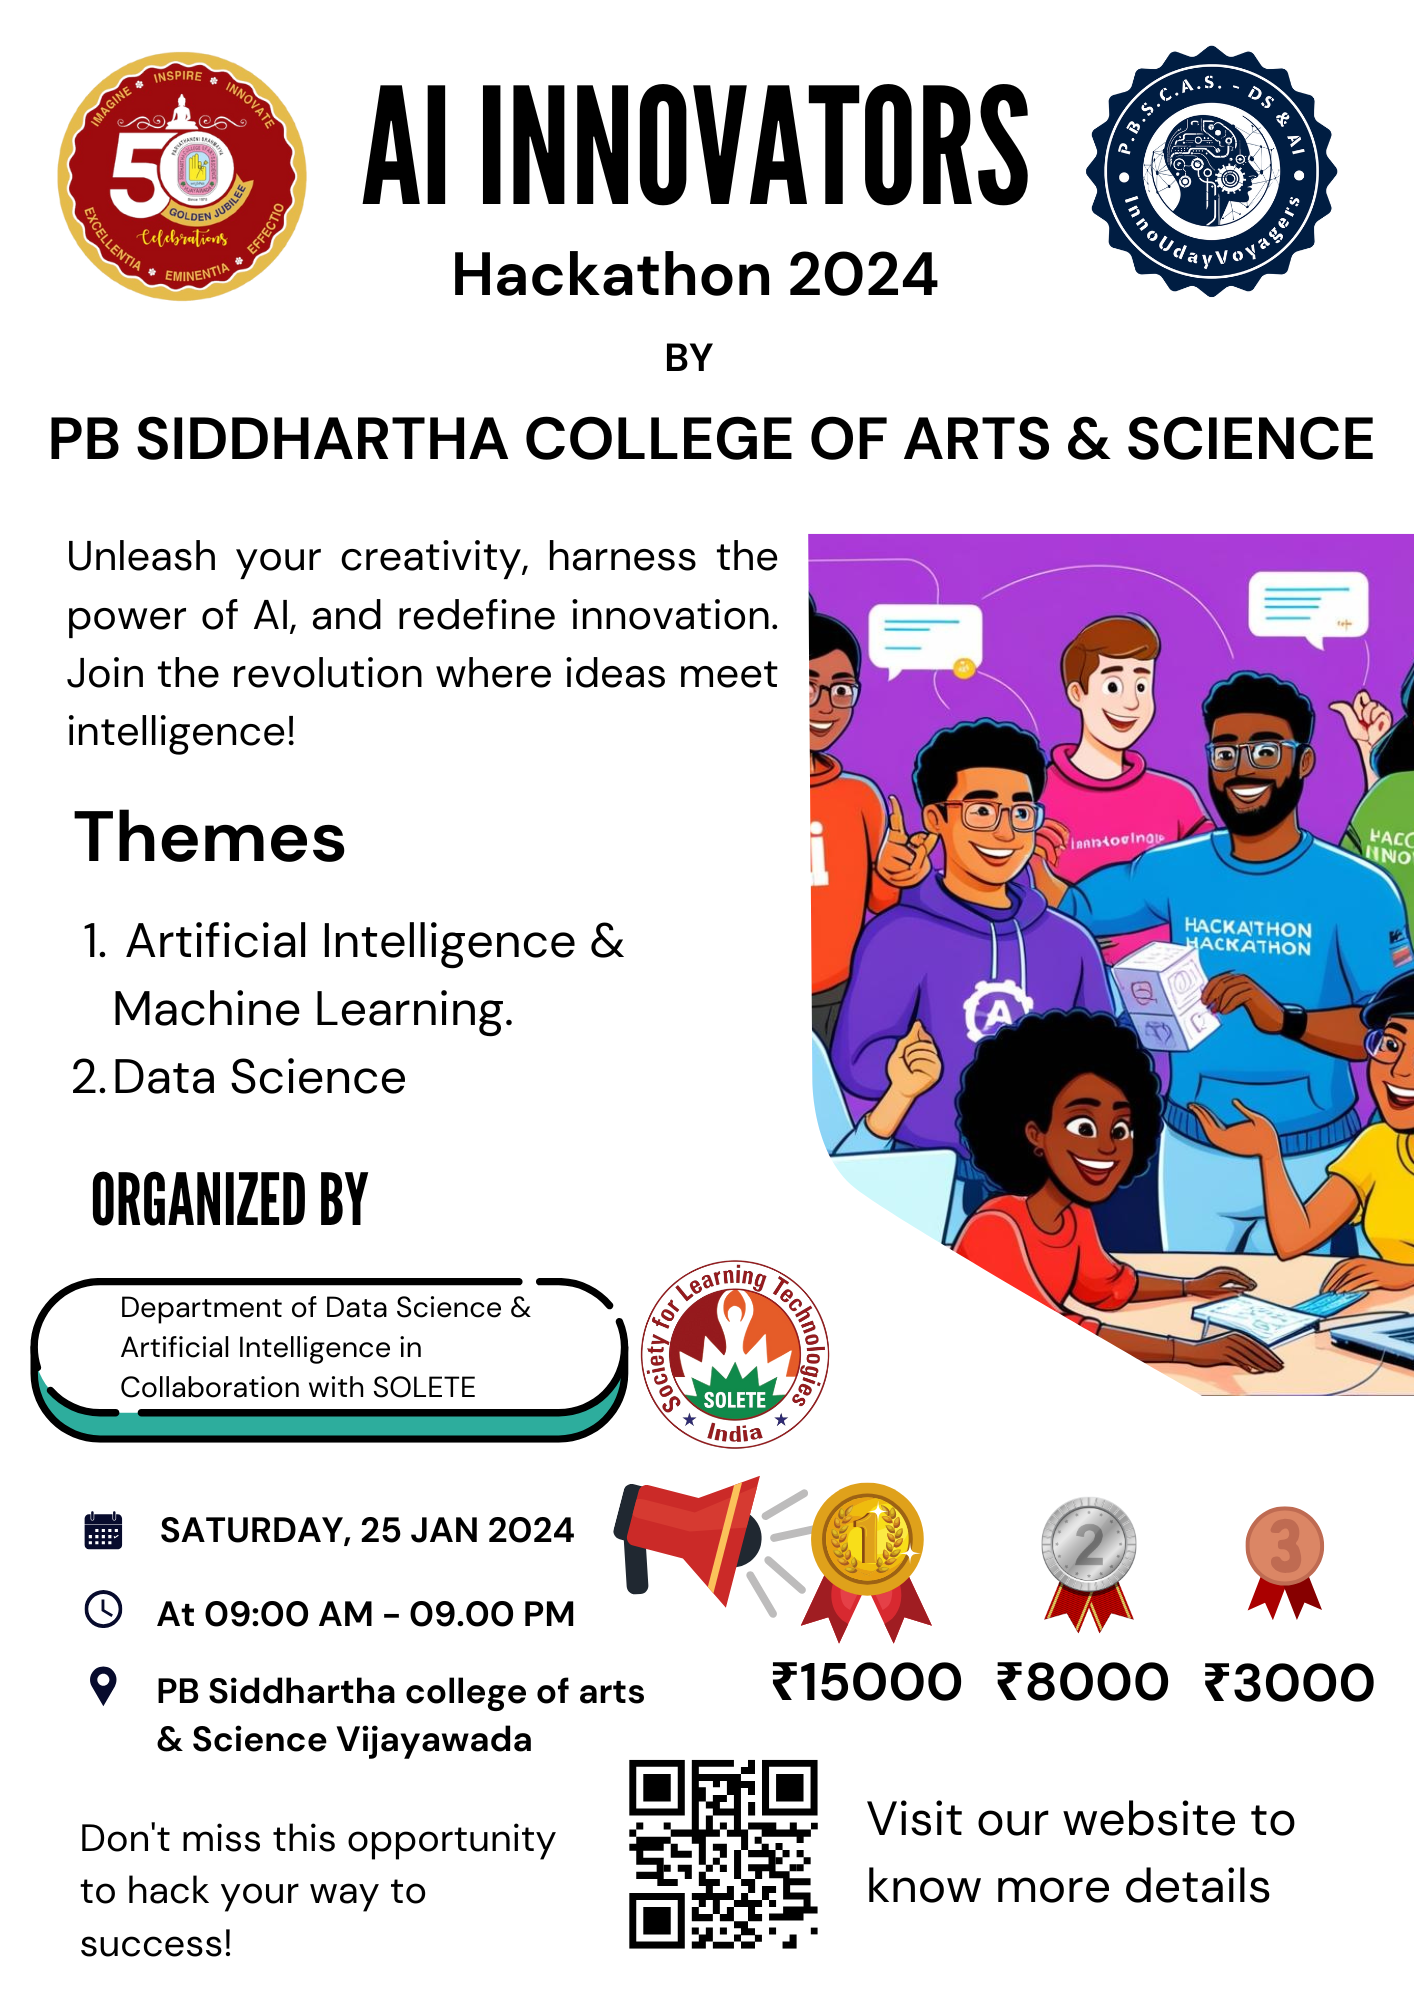 IMAGINE * INSPIRE * INNOVATE
50
GOLDEN JUBILEE
Celebrations
EXCELLENTIA * EMINENTIA * EFFECTIO
AI INNOVATORS
Hackathon 2024
P.B.S.C.A.S. - DS & AI
InnoUdayVoyagers
BY
PB SIDDHARTHA COLLEGE OF ARTS & SCIENCE
Unleash your creativity, harness the
power of AI, and redefine innovation.
Join the revolution where ideas meet
intelligence!
Themes
1. Artificial Intelligence &
Machine Learning.
2. Data Science
HACKATHON
HACKATHON
A
ORGANIZED BY
Department of Data Science &
Artificial Intelligence in
Collaboration with SOLETE
Society for Learning Technologies
SOLETE
India
SATURDAY, 25 JAN 2024
At 09:00 AM - 09.00 PM
PB Siddhartha college of arts
& Science Vijayawada
1
2
3
₹15000 ₹8000 ₹3000
Don't miss this opportunity
to hack your way to
success!
Visit our website to
know more details